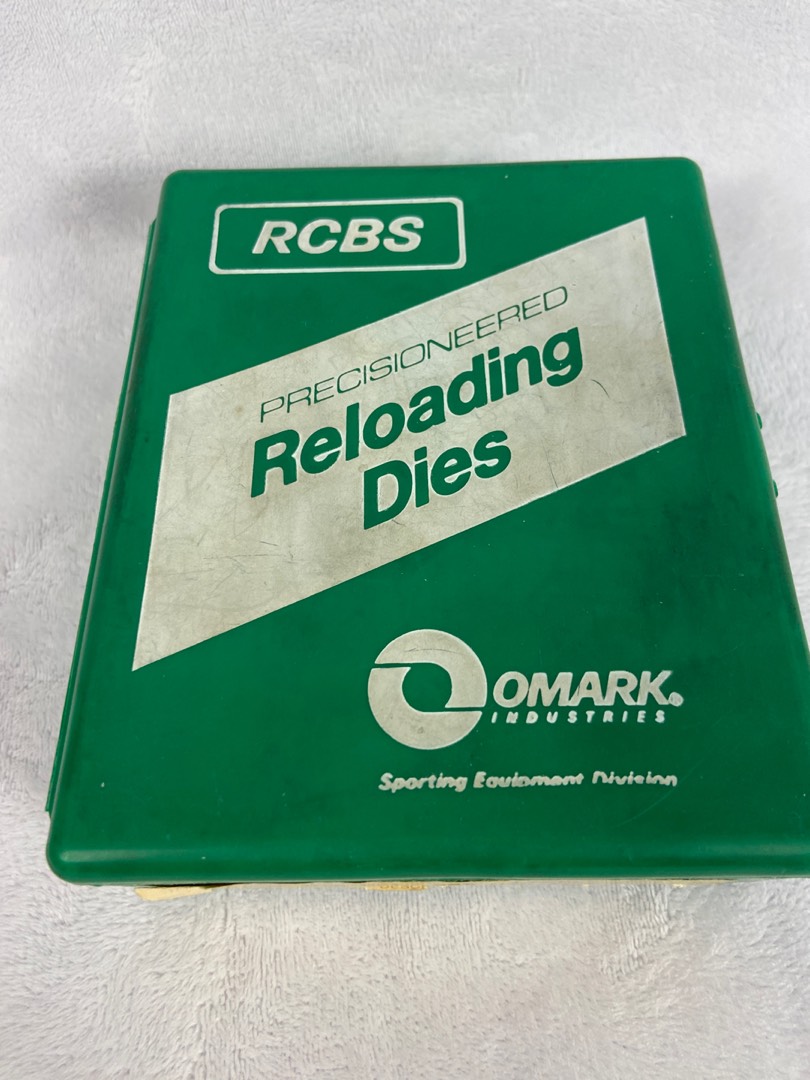 RCBS
PRECISIONEERED
Reloading
Dies
OMARK®
INDUSTRIES
Sporting Equipment Division